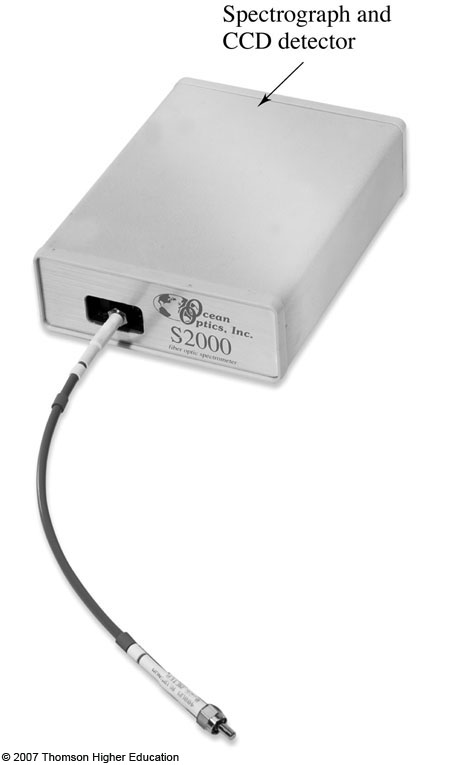 Spectrograph and
CCD detector
Ocean
Optics, Inc.
S2000
fiber optic spectrometer
© 2007 Thomson Higher Education